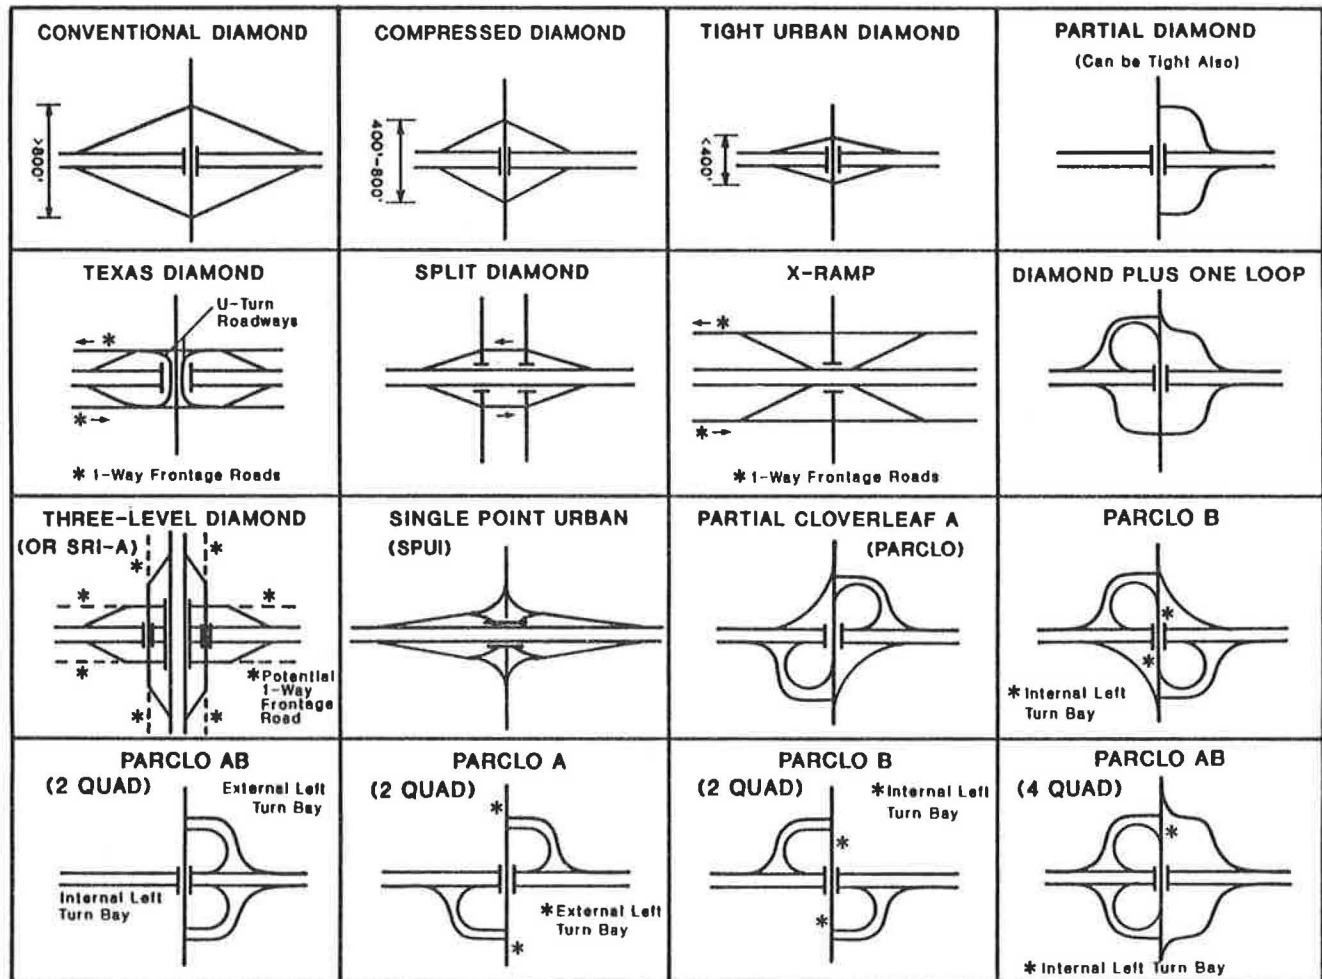 CONVENTIONAL DIAMOND
>800'
COMPRESSED DIAMOND
400'-800'
TIGHT URBAN DIAMOND
<400'
PARTIAL DIAMOND
(Can be Tight Also)
TEXAS DIAMOND
U-Turn
Roadways
← *
* →
* 1-Way Frontage Roads
SPLIT DIAMOND
←
→
X-RAMP
← *
* →
* 1-Way Frontage Roads
DIAMOND PLUS ONE LOOP
THREE-LEVEL DIAMOND
(OR SRI-A)
*
*
*
*
*
*
*
* Potential
1-Way
Frontage
Road
SINGLE POINT URBAN
(SPUI)
PARTIAL CLOVERLEAF A
(PARCLO)
PARCLO B
*
*
* Internal Left
Turn Bay
PARCLO AB
(2 QUAD)
External Left
Turn Bay
Internal Left
Turn Bay
PARCLO A
(2 QUAD)
*
* External Left
Turn Bay
*
PARCLO B
(2 QUAD)
* Internal Left
Turn Bay
*
*
PARCLO AB
(4 QUAD)
*
* Internal Left Turn Bay